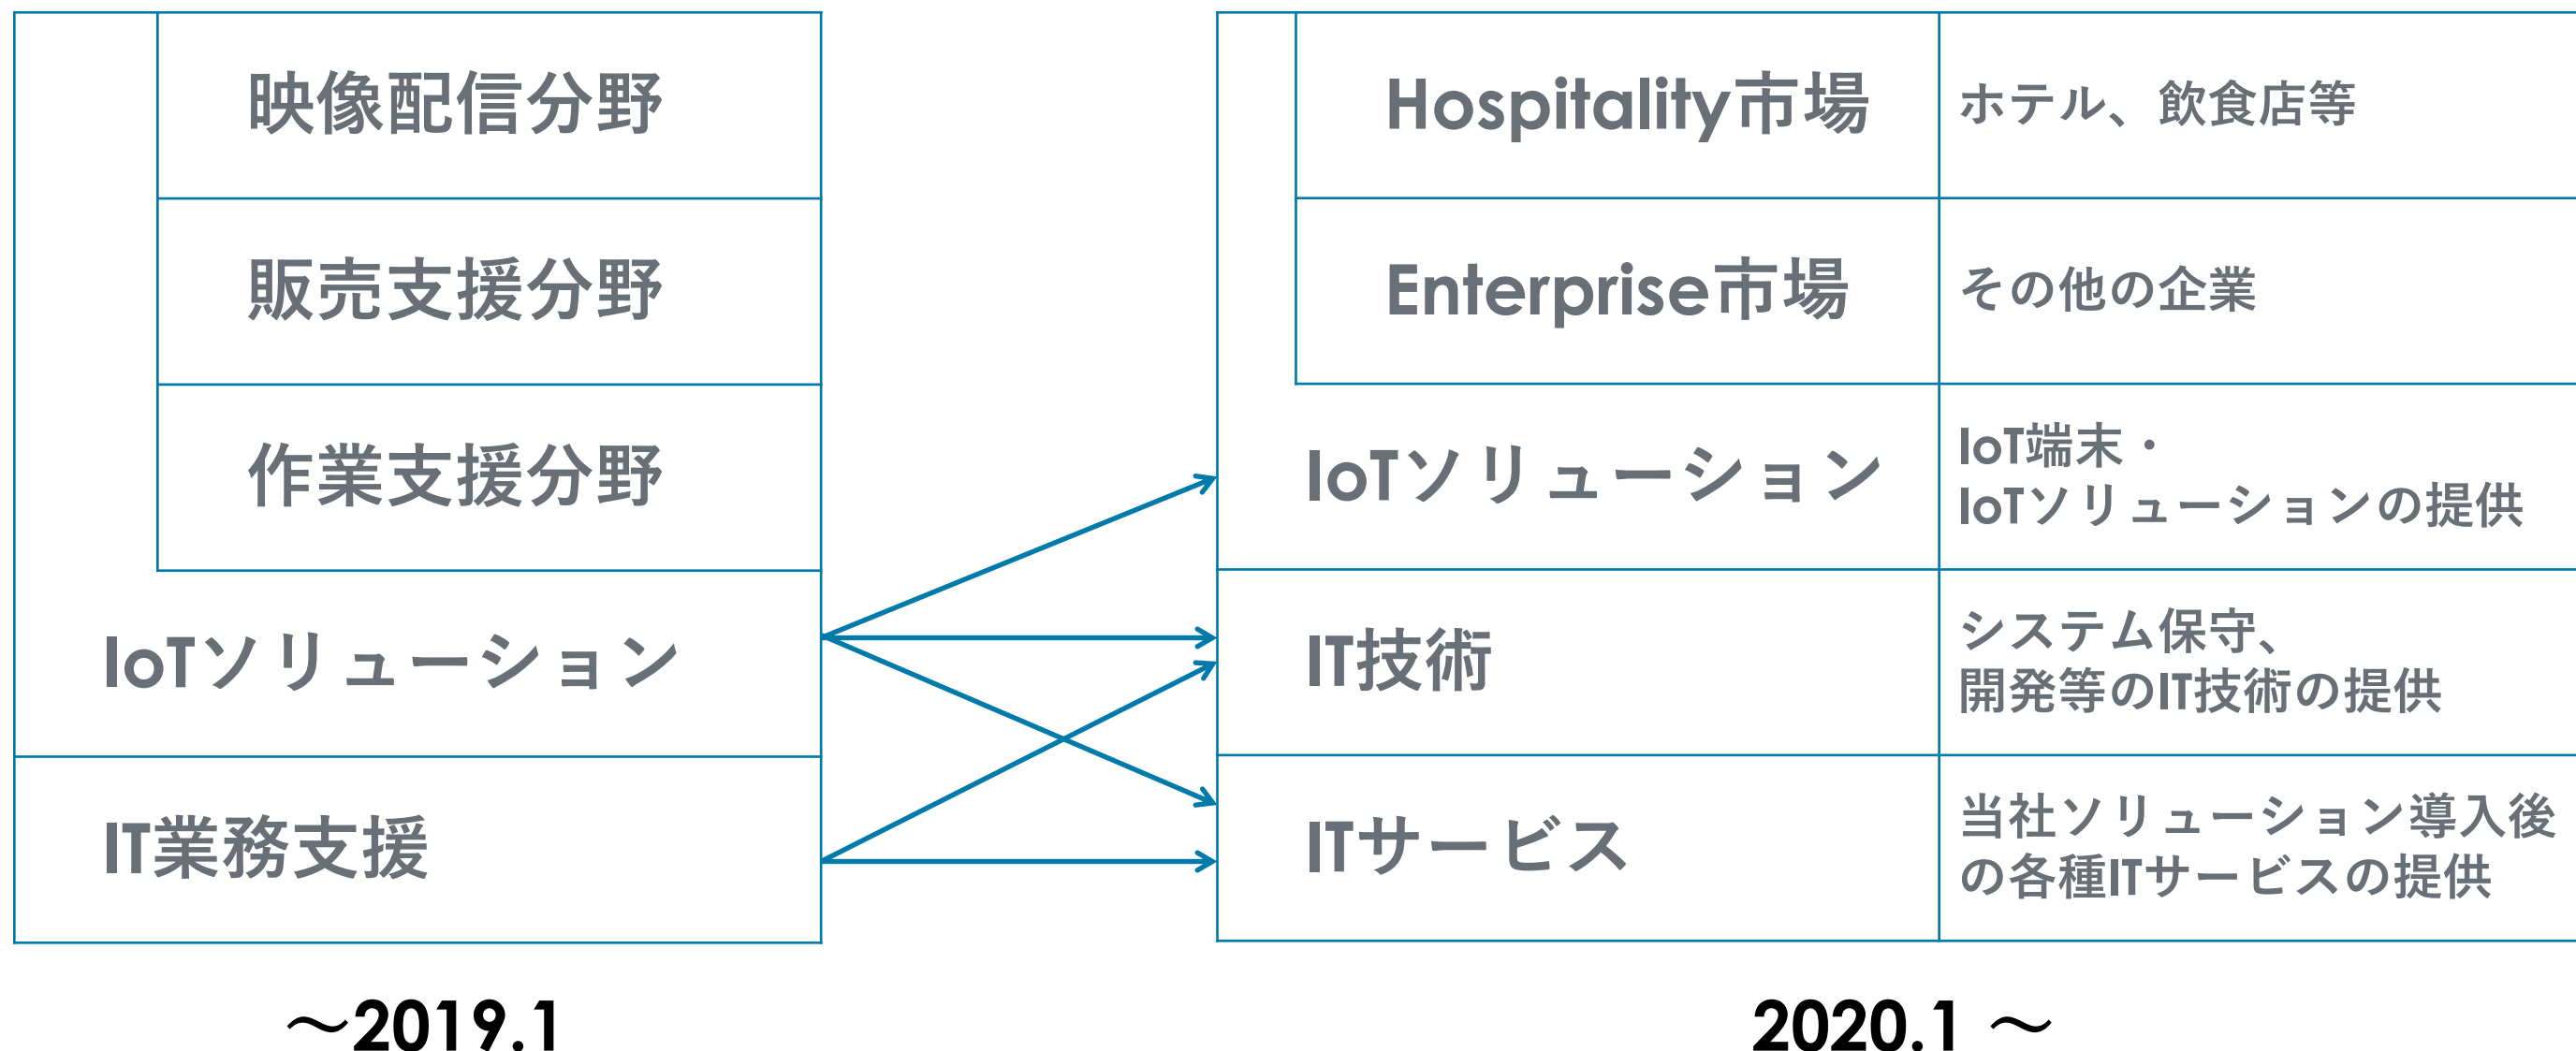 映像配信分野
販売支援分野
作業支援分野
IoTソリューション
IT業務支援
～2019.1
Hospitality市場
ホテル、飲食店等
Enterprise市場
その他の企業
IoTソリューション
IoT端末・
IoTソリューションの提供
IT技術
システム保守、
開発等のIT技術の提供
ITサービス
当社ソリューション導入後
の各種ITサービスの提供
2020.1 ～